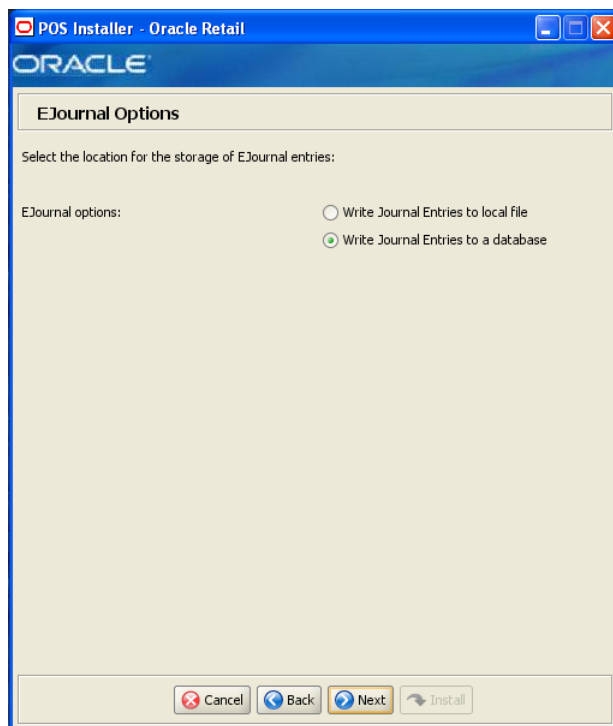 POS Installer - Oracle Retail
ORACLE
EJournal Options
Select the location for the storage of EJournal entries:
EJournal options:
Write Journal Entries to local file
Write Journal Entries to a database
Cancel Back Next Install